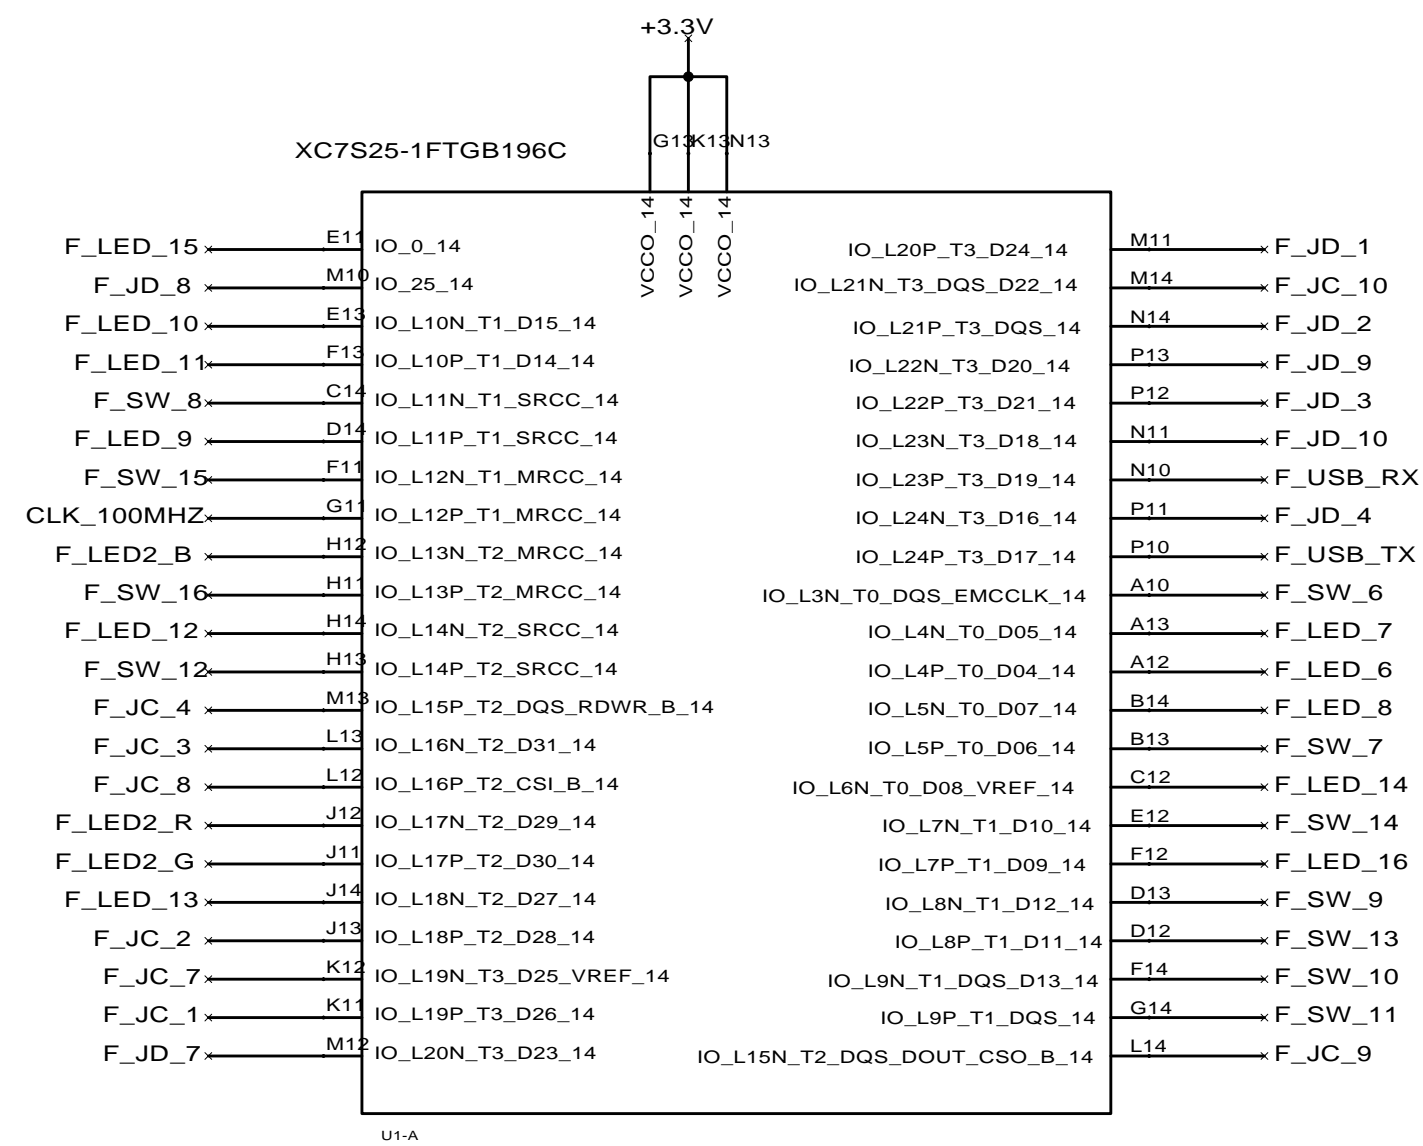 +3.3V
G13 K13 N13
XC7S25-1FTGB196C
VCCO_14 VCCO_14 VCCO_14
F_LED_15 E11 IO_0_14 IO_L20P_T3_D24_14 M11 F_JD_1
F_JD_8 M10 IO_25_14 IO_L21N_T3_DQS_D22_14 M14 F_JC_10
F_LED_10 E13 IO_L10N_T1_D15_14 IO_L21P_T3_DQS_14 N14 F_JD_2
F_LED_11 F13 IO_L10P_T1_D14_14 IO_L22N_T3_D20_14 P13 F_JD_9
F_SW_8 C14 IO_L11N_T1_SRCC_14 IO_L22P_T3_D21_14 P12 F_JD_3
F_LED_9 D14 IO_L11P_T1_SRCC_14 IO_L23N_T3_D18_14 N11 F_JD_10
F_SW_15 F11 IO_L12N_T1_MRCC_14 IO_L23P_T3_D19_14 N10 F_USB_RX
CLK_100MHZ G11 IO_L12P_T1_MRCC_14 IO_L24N_T3_D16_14 P11 F_JD_4
F_LED2_B H12 IO_L13N_T2_MRCC_14 IO_L24P_T3_D17_14 P10 F_USB_TX
F_SW_16 H11 IO_L13P_T2_MRCC_14 IO_L3N_T0_DQS_EMCCLK_14 A10 F_SW_6
F_LED_12 H14 IO_L14N_T2_SRCC_14 IO_L4N_T0_D05_14 A13 F_LED_7
F_SW_12 H13 IO_L14P_T2_SRCC_14 IO_L4P_T0_D04_14 A12 F_LED_6
F_JC_4 M13 IO_L15P_T2_DQS_RDWR_B_14 IO_L5N_T0_D07_14 B14 F_LED_8
F_JC_3 L13 IO_L16N_T2_D31_14 IO_L5P_T0_D06_14 B13 F_SW_7
F_JC_8 L12 IO_L16P_T2_CSI_B_14 IO_L6N_T0_D08_VREF_14 C12 F_LED_14
F_LED2_R J12 IO_L17N_T2_D29_14 IO_L7N_T1_D10_14 E12 F_SW_14
F_LED2_G J11 IO_L17P_T2_D30_14 IO_L7P_T1_D09_14 F12 F_LED_16
F_LED_13 J14 IO_L18N_T2_D27_14 IO_L8N_T1_D12_14 D13 F_SW_9
F_JC_2 J13 IO_L18P_T2_D28_14 IO_L8P_T1_D11_14 D12 F_SW_13
F_JC_7 K12 IO_L19N_T3_D25_VREF_14 IO_L9N_T1_DQS_D13_14 F14 F_SW_10
F_JC_1 K11 IO_L19P_T3_D26_14 IO_L9P_T1_DQS_14 G14 F_SW_11
F_JD_7 M12 IO_L20N_T3_D23_14 IO_L15N_T2_DQS_DOUT_CSO_B_14 L14 F_JC_9
U1-A